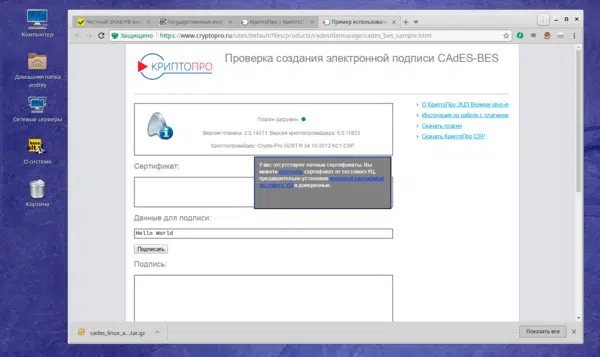 Компьютер
Домашняя папка
andrey
Сетевые серверы
О системе
Корзина
Честный ЗНАК.РФ
Государственная
КриптоПро | КриптоПро
Пример использован
Защищено
https://www.cryptopro.ru/sites/default/files/products/cades/demopage/cades_bes_sample.html
КРИПТОПРО
Проверка создания электронной подписи CAdES-BES
Плагин загружен
Версия плагина: 2.0.14071 Версия криптопровайдера: 5.0.11823
Криптопровайдер: Crypto-Pro GOST R 34.10-2012 KC1 CSP
О КриптоПро ЭЦП Browser plug-in
Инструкция по работе с плагином
Скачать плагин
Скачать КриптоПро CSP
Сертификат:
У вас отсутствуют личные сертификаты. Вы
можете получить сертификат от тестового УЦ,
предварительно установив корневой сертификат
тестового УЦ в доверенные.
Данные для подписи:
Hello World
Подписать
Подпись:
cades_linux_a...tar.gz
Показать все